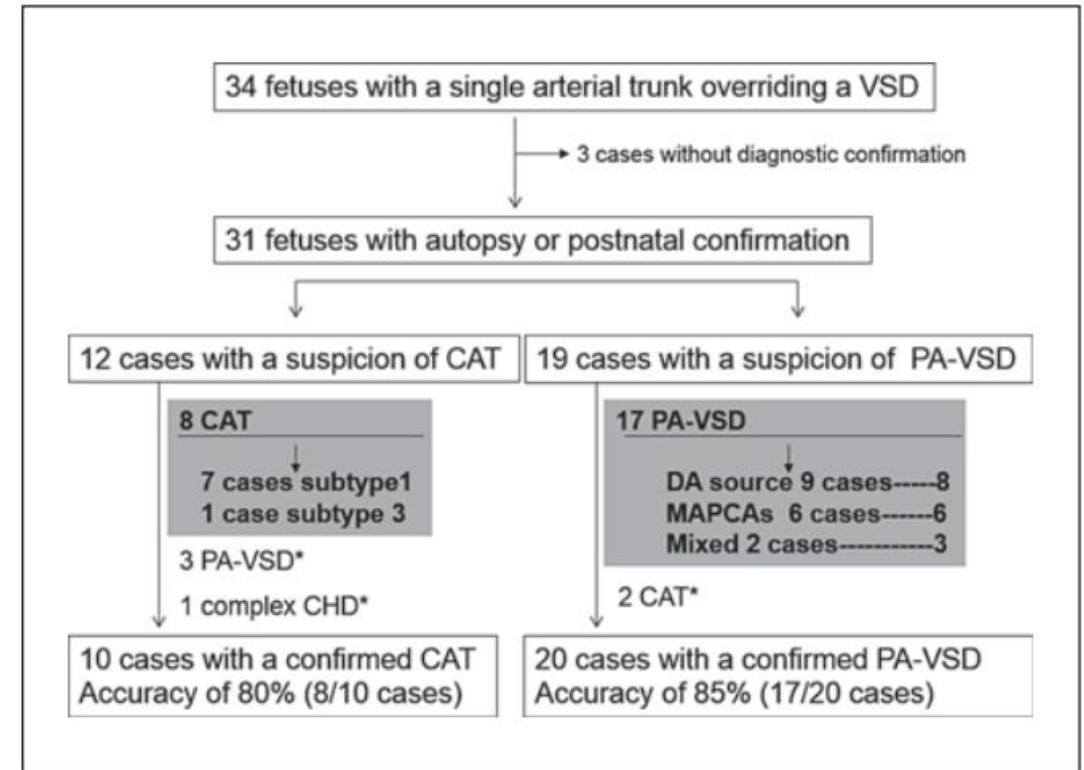 34 fetuses with a single arterial trunk overriding a VSD
3 cases without diagnostic confirmation
31 fetuses with autopsy or postnatal confirmation
12 cases with a suspicion of CAT
8 CAT
7 cases subtype1
1 case subtype 3
3 PA-VSD*
1 complex CHD*
10 cases with a confirmed CAT
Accuracy of 80% (8/10 cases)
19 cases with a suspicion of PA-VSD
17 PA-VSD
DA source 9 cases-----8
MAPCAs 6 cases------6
Mixed 2 cases-----------3
2 CAT*
20 cases with a confirmed PA-VSD
Accuracy of 85% (17/20 cases)